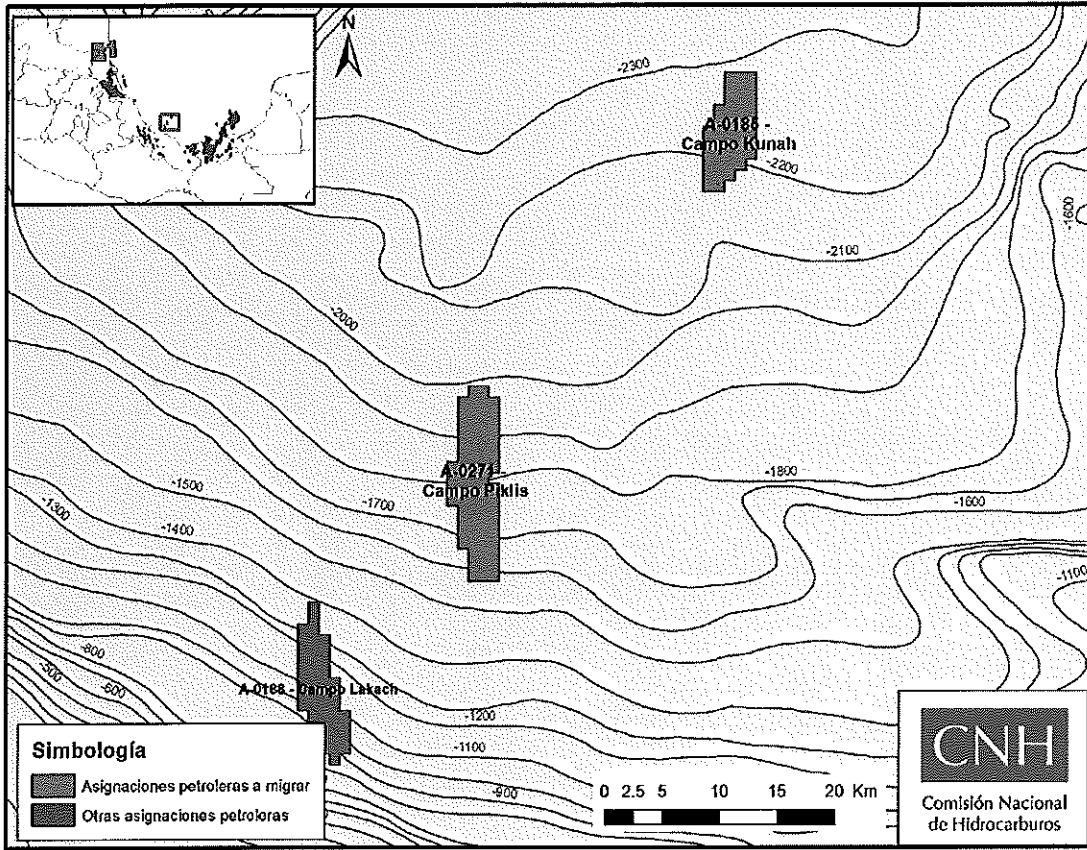 N
-2300
A-0185 -
Campo Kunah
-2200
-1600
-2100
-2000
A-0271 -
Campo Piklis
-1800
-1500
-1700
-1600
-1300
-1400
-1100
-800
-500
-600
A-0188 - Campo Lakach
-1200
-1100
-900
Simbología
Asignaciones petroleras a migrar
Otras asignaciones petroleras
0 2.5 5 10 15 20 Km
CNH
Comisión Nacional
de Hidrocarburos